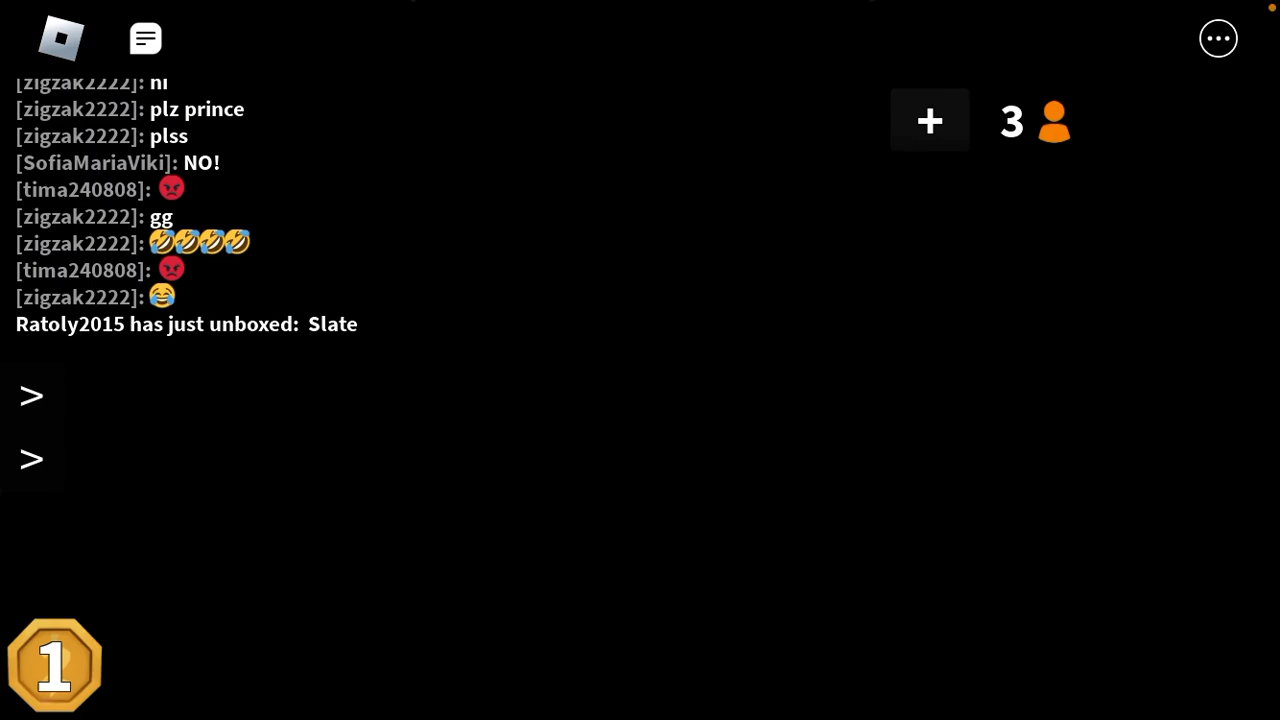 [zigzak2222]:
[zigzak2222]: plz prince
[zigzak2222]: plss
[SofiaMariaViki]: NO!
[tima240808]: 😡
[zigzak2222]: gg
[zigzak2222]: 🤣🤣🤣🤣
[tima240808]: 😡
[zigzak2222]: 😂
Ratoly2015 has just unboxed: Slate
+ 3
>
>
1